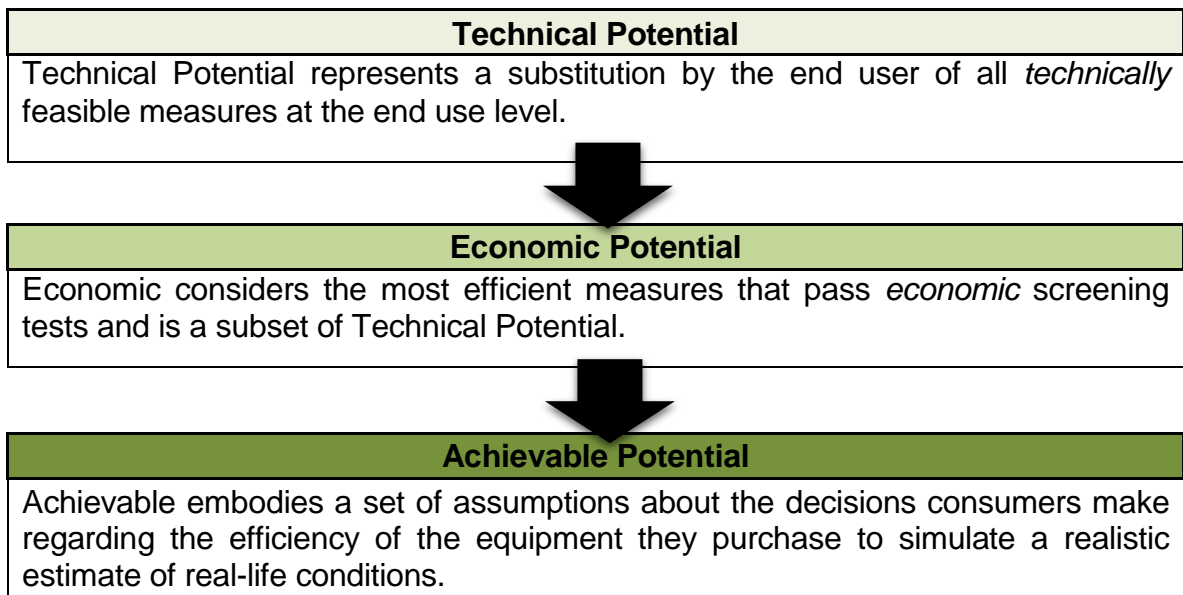 Technical Potential
Technical Potential represents a substitution by the end user of all technically
feasible measures at the end use level.
Economic Potential
Economic considers the most efficient measures that pass economic screening
tests and is a subset of Technical Potential.
Achievable Potential
Achievable embodies a set of assumptions about the decisions consumers make
regarding the efficiency of the equipment they purchase to simulate a realistic
estimate of real-life conditions.